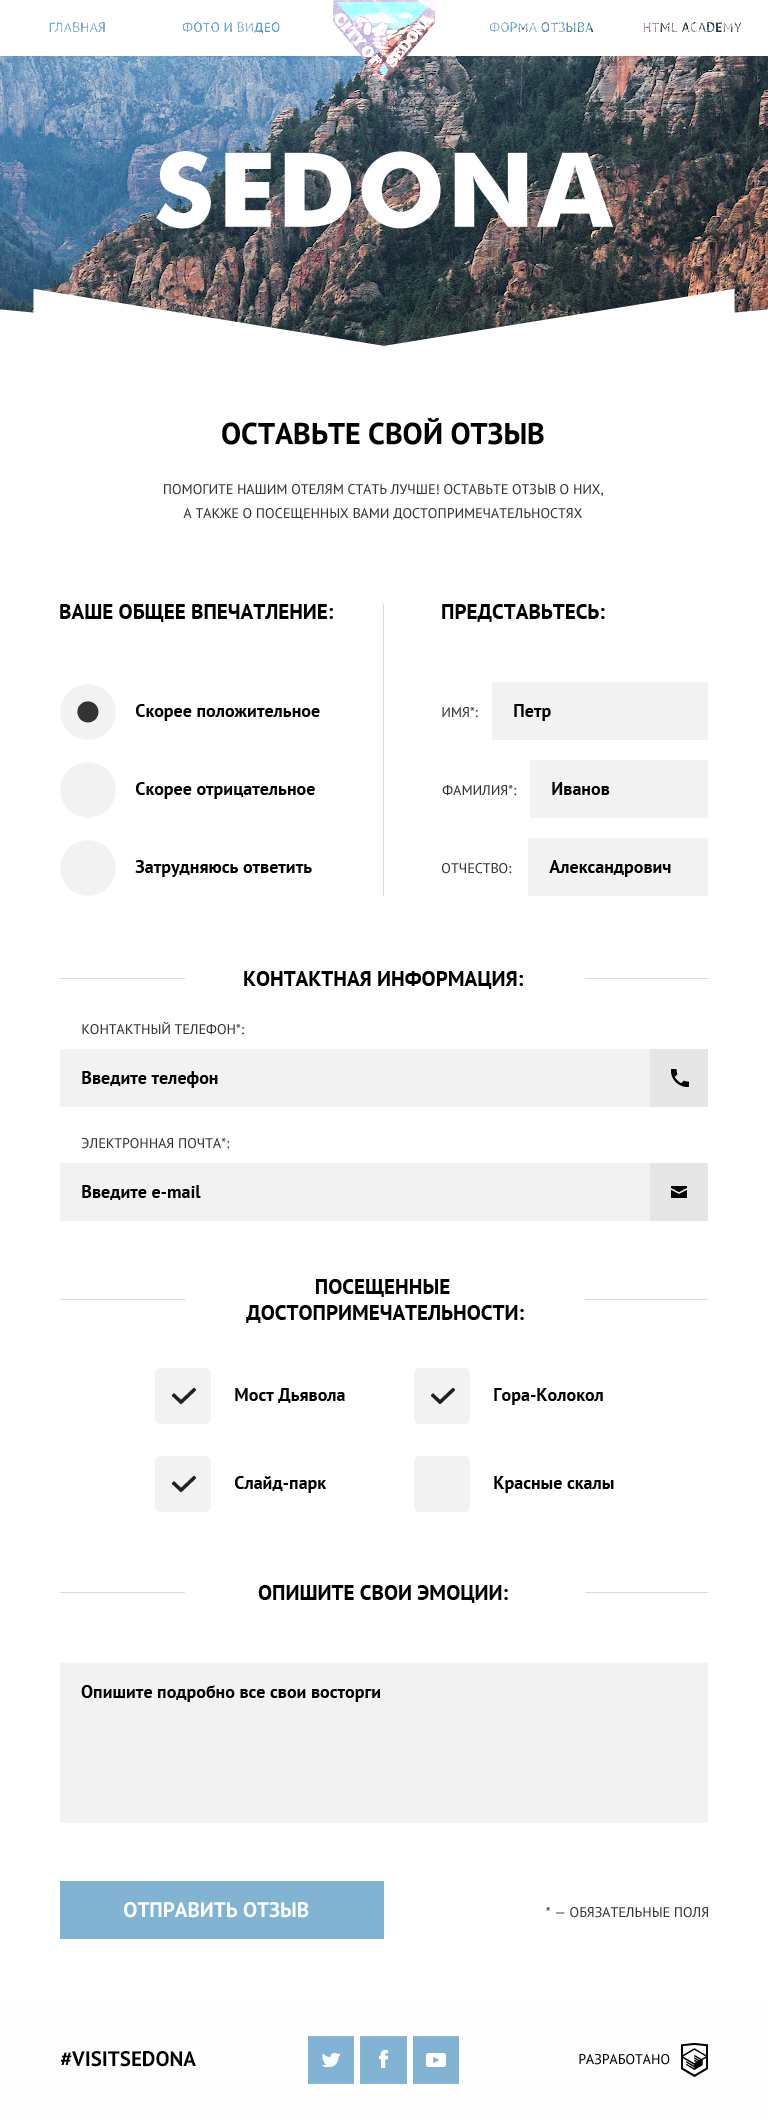 ГЛАВНАЯ
ФОТО И ВИДЕО
CITY OF SEDONA
ФОРМА ОТЗЫВА
HTML ACADEMY
SEDONA
ОСТАВЬТЕ СВОЙ ОТЗЫВ
ПОМОГИТЕ НАШИМ ОТЕЛЯМ СТАТЬ ЛУЧШЕ! ОСТАВЬТЕ ОТЗЫВ О НИХ,
А ТАКЖЕ О ПОСЕЩЕННЫХ ВАМИ ДОСТОПРИМЕЧАТЕЛЬНОСТЯХ
ВАШЕ ОБЩЕЕ ВПЕЧАТЛЕНИЕ:
Скорее положительное
Скорее отрицательное
Затрудняюсь ответить
ПРЕДСТАВЬТЕСЬ:
ИМЯ*: Петр
ФАМИЛИЯ*: Иванов
ОТЧЕСТВО: Александрович
КОНТАКТНАЯ ИНФОРМАЦИЯ:
КОНТАКТНЫЙ ТЕЛЕФОН*:
Введите телефон
ЭЛЕКТРОННАЯ ПОЧТА*:
Введите e-mail
ПОСЕЩЕННЫЕ
ДОСТОПРИМЕЧАТЕЛЬНОСТИ:
Мост Дьявола
Гора-Колокол
Слайд-парк
Красные скалы
ОПИШИТЕ СВОИ ЭМОЦИИ:
Опишите подробно все свои восторги
ОТПРАВИТЬ ОТЗЫВ
* — ОБЯЗАТЕЛЬНЫЕ ПОЛЯ
#VISITSEDONA
РАЗРАБОТАНО